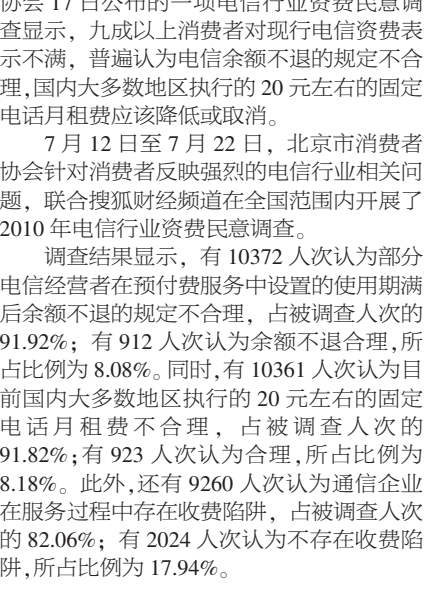 协会 17 日公布的一项电信行业资费民意调
查显示，九成以上消费者对现行电信资费表
示不满，普遍认为电信余额不退的规定不合
理，国内大多数地区执行的 20 元左右的固定
电话月租费应该降低或取消。
7 月 12 日至 7 月 22 日，北京市消费者
协会针对消费者反映强烈的电信行业相关问
题，联合搜狐财经频道在全国范围内开展了
2010 年电信行业资费民意调查。
调查结果显示，有 10372 人次认为部分
电信经营者在预付费服务中设置的使用期满
后余额不退的规定不合理，占被调查人次的
91.92%；有 912 人次认为余额不退合理，所
占比例为 8.08%。同时，有 10361 人次认为目
前国内大多数地区执行的 20 元左右的固定
电话月租费不合理，占被调查人次的
91.82%；有 923 人次认为合理，所占比例为
8.18%。此外，还有 9260 人次认为通信企业
在服务过程中存在收费陷阱，占被调查人次
的 82.06%；有 2024 人次认为不存在收费陷
阱，所占比例为 17.94%。